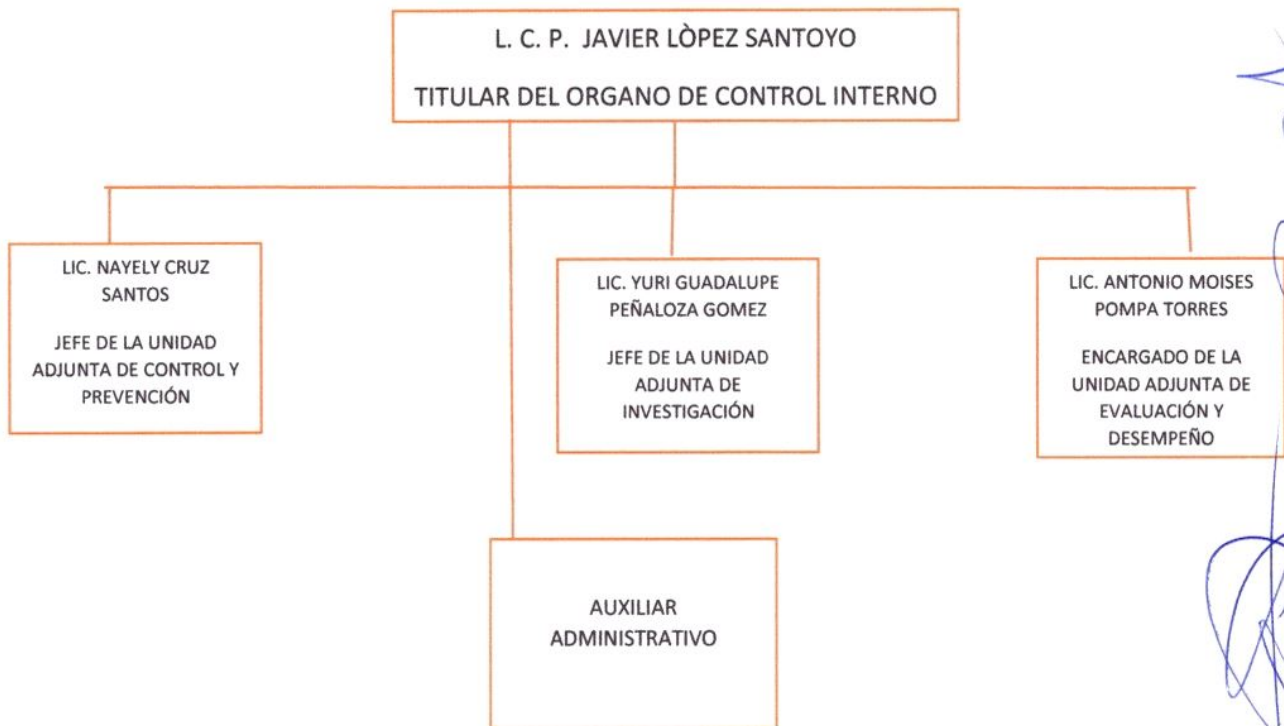 L. C. P. JAVIER LÒPEZ SANTOYO
TITULAR DEL ORGANO DE CONTROL INTERNO
LIC. NAYELY CRUZ
SANTOS
JEFE DE LA UNIDAD
ADJUNTA DE CONTROL Y
PREVENCIÓN
LIC. YURI GUADALUPE
PEÑALOZA GOMEZ
JEFE DE LA UNIDAD
ADJUNTA DE
INVESTIGACIÓN
LIC. ANTONIO MOISES
POMPA TORRES
ENCARGADO DE LA
UNIDAD ADJUNTA DE
EVALUACIÓN Y
DESEMPEÑO
AUXILIAR
ADMINISTRATIVO